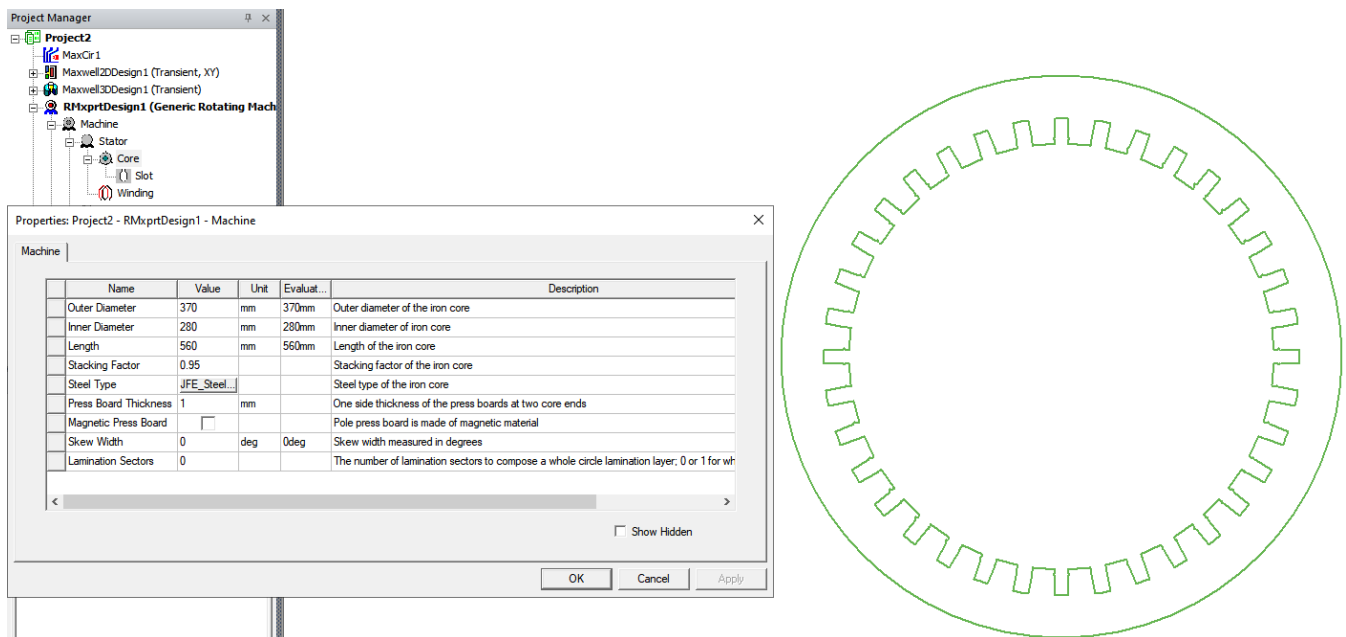 Project Manager
Project2
MaxCir1
Maxwell2DDesign1 (Transient, XY)
Maxwell3DDesign1 (Transient)
RMxprtDesign1 (Generic Rotating Mach
Machine
Stator
Core
Slot
Winding
Properties: Project2 - RMxprtDesign1 - Machine
Machine
Name Value Unit Evaluat... Description
Outer Diameter 370 mm 370mm Outer diameter of the iron core
Inner Diameter 280 mm 280mm Inner diameter of iron core
Length 560 mm 560mm Length of the iron core
Stacking Factor 0.95 Stacking factor of the iron core
Steel Type JFE_Steel... Steel type of the iron core
Press Board Thickness 1 mm One side thickness of the press boards at two core ends
Magnetic Press Board Pole press board is made of magnetic material
Skew Width 0 deg 0deg Skew width measured in degrees
Lamination Sectors 0 The number of lamination sectors to compose a whole circle lamination layer; 0 or 1 for wh
Show Hidden
OK Cancel Apply